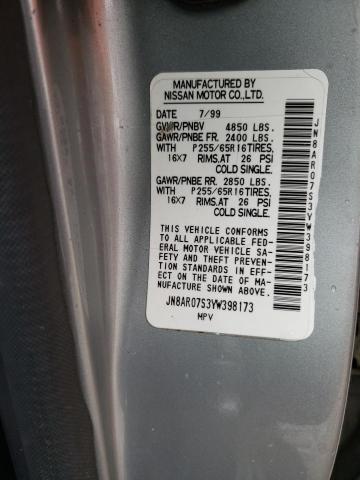 MANUFACTURED BY
NISSAN MOTOR CO.,LTD.
DATE 7/99
GVWR/PNBV 4850 LBS.
GAWR/PNBE FR. 2400 LBS.
WITH P255/65R16TIRES,
16X7 RIMS,AT 26 PSI
COLD SINGLE.
GAWR/PNBE RR. 2850 LBS.
WITH P255/65R16TIRES,
16X7 RIMS,AT 26 PSI
COLD SINGLE.
THIS VEHICLE CONFORMS
TO ALL APPLICABLE FED-
ERAL MOTOR VEHICLE SA-
FETY AND THEFT PREVEN-
TION STANDARDS IN EFFECT
ON THE DATE OF MA-
NUFACTURE SHOWN ABOVE.
JN8AR07S3YW398173
MPV
JN8AR07S3YW398173